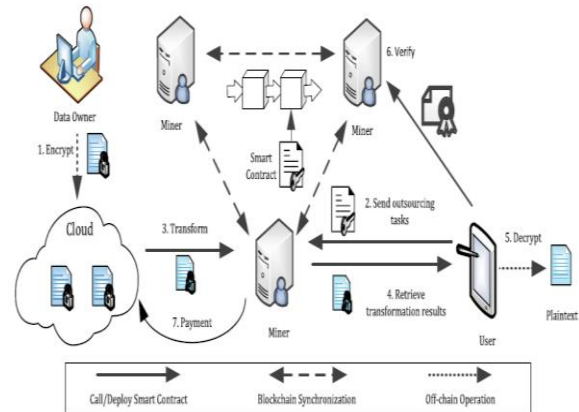 6. Verify
Data Owner
Miner
Miner
1. Encrypt
Smart
Contract
Cloud
3. Transform
2. Send outsourcing
tasks
5. Decrypt
4. Retrieve
transformation results
7. Payment
Miner
User
Plaintext
Call/Deploy Smart Contract
Blockchain Synchronization
Off-chain Operation